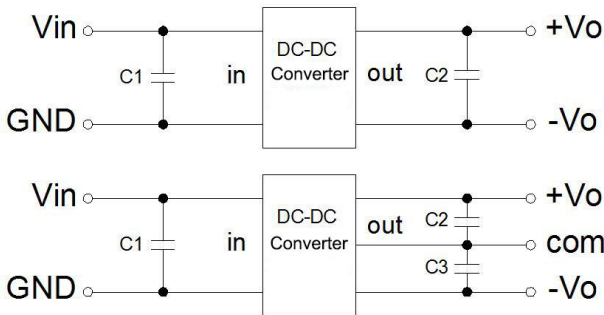 Vin
+Vo
DC-DC
Converter
C1
in
out
C2
GND
-Vo
Vin
+Vo
DC-DC
Converter
out
C2
C1
in
com
C3
GND
-Vo